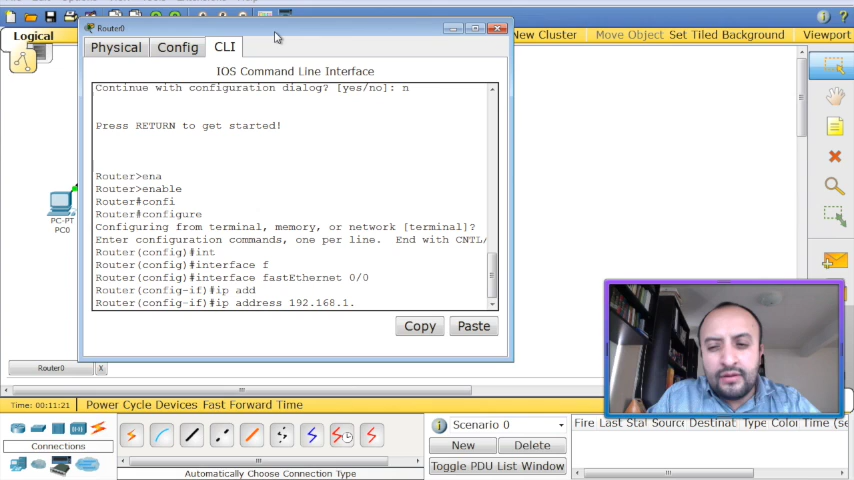 Router0
Logical
New Cluster
Move Object
Set Tiled Background
Viewport
Physical
Config
CLI
IOS Command Line Interface
Continue with configuration dialog? [yes/no]: n
Press RETURN to get started!
Router>ena
Router>enable
Router#confi
Router#configure
Configuring from terminal, memory, or network [terminal]?
Enter configuration commands, one per line.  End with CNTL/
Router(config)#int
Router(config)#interface f
Router(config)#interface fastEthernet 0/0
Router(config-if)#ip add
Router(config-if)#ip address 192.168.1.
Copy
Paste
PC-PT
PC0
Router0
X
Time: 00:11:21
Power Cycle Devices Fast Forward Time
Connections
Automatically Choose Connection Type
Scenario 0
New
Delete
Toggle PDU List Window
Fire Last Stat Source Destinat Type Color Time (se